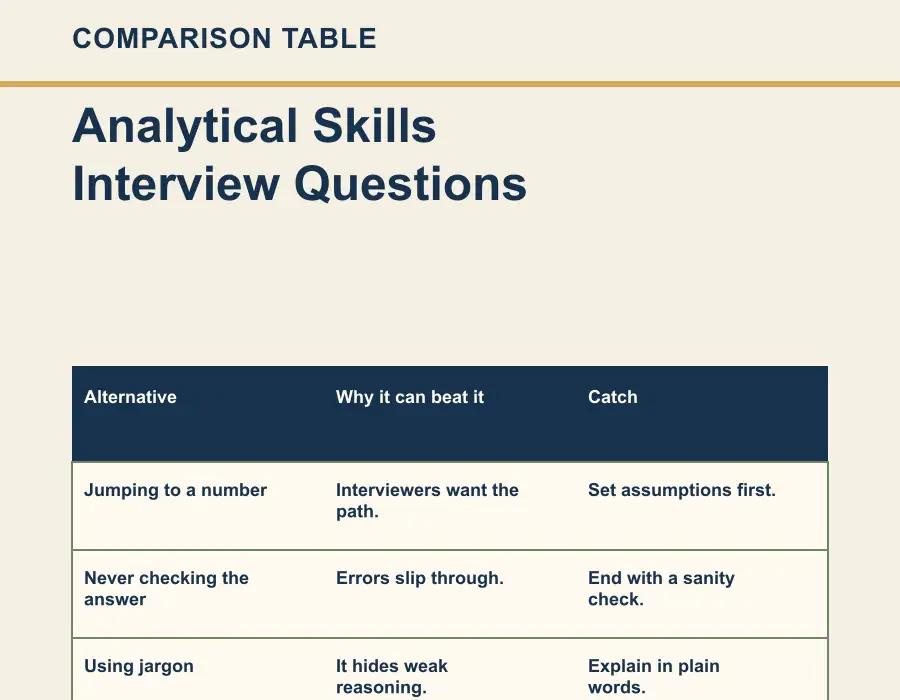 COMPARISON TABLE
Analytical Skills
Interview Questions
Alternative
Why it can beat it
Catch
Jumping to a number
Interviewers want the
path.
Set assumptions first.
Never checking the
answer
Errors slip through.
End with a sanity
check.
Using jargon
It hides weak
reasoning.
Explain in plain
words.